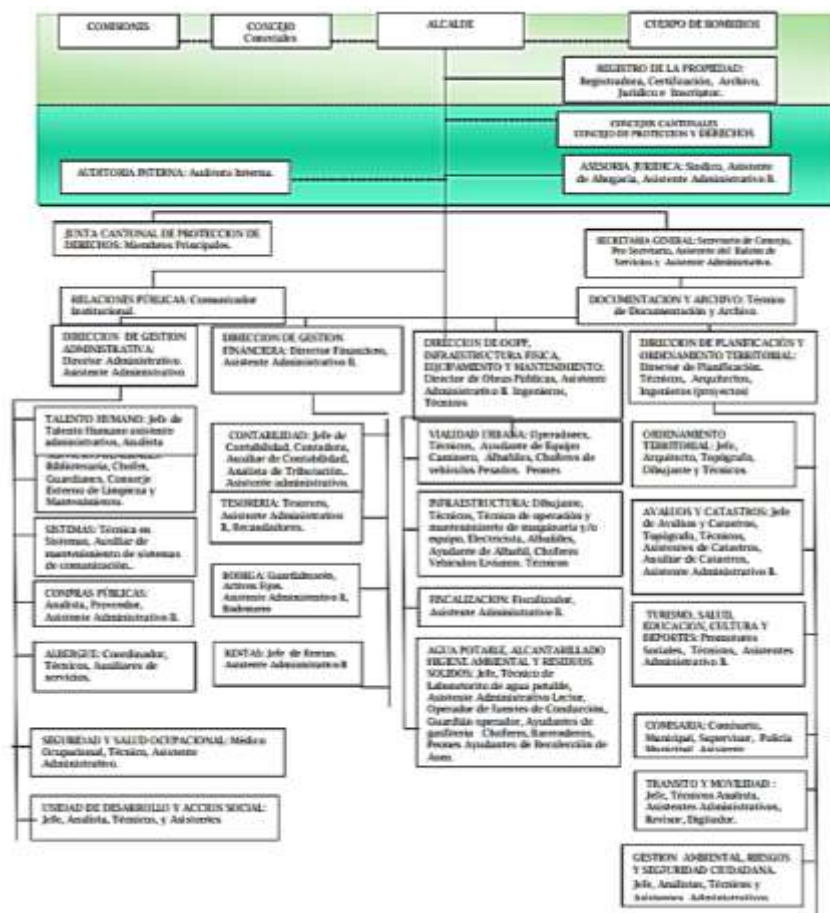 COMISIONES
CONCEJO
Concejales
ALCALDE
CUERPO DE BOMBEROS
REGISTRO DE LA PROPIEDAD:
Registradora, Certificación, Archivo,
Jurídico e Inscriptor.
CONCEJOS CANTONALES
CONCEJO DE PROTECCION Y DERECHOS
AUDITORIA INTERNA: Auditora Interna.
ASESORIA JURIDICA: Sindico, Asistente
de Abogacía, Asistente Administrativo B.
JUNTA CANTONAL DE PROTECCION DE
DERECHOS: Miembros Principales.
SECRETARIA GENERAL: Secretario de Concejo,
Pro Secretaria, Asistente del Balcón de
Servicios y Asistente Administrativo.
RELACIONES PÚBLICAS: Comunicador
Institucional.
DOCUMENTACION Y ARCHIVO: Técnico
de Documentación y Archivo.
DIRECCION DE GESTION
ADMINISTRATIVA:
Director Administrativo.
Asistente Administrativo
DIRECCION DE GESTION
FINANCIERA: Director Financiero,
Asistente Administrativo B.
DIRECCION DE OOPP,
INFRAESTRUCTURA FISICA,
EQUIPAMIENTO Y MANTENIMIENTO:
Director de Obras Públicas, Asistente
Administrativo B. Ingenieros,
Técnicos
DIRECCION DE PLANIFICACIÓN Y
ORDENAMIENTO TERRITORIAL:
Director de Planificación.
Técnicos, Arquitectos,
Ingenieros (proyectos)
TALENTO HUMANO: Jefe de
Talento Humano asistente
administrativa, Analista
Bibliotecaria, Chofer,
Guardianes, Conserje
Externo de Limpieza y
Mantenimiento.
SISTEMAS: Técnica en
Sistemas, Auxiliar de
mantenimiento de sistemas
de comunicación.
COMPRAS PÚBLICAS:
Analista, Proveedor,
Asistente Administrativo B.
ALBERGUE: Coordinador,
Técnicos, Auxiliares de
servicios.
SEGURIDAD Y SALUD OCUPACIONAL: Médico
Ocupacional, Técnico, Asistente
Administrativo.
UNIDAD DE DESARROLLO Y ACCION SOCIAL:
Jefe, Analista, Técnicos, y Asistentes
CONTABILIDAD: Jefe de
Contabilidad, Contadora,
Auxiliar de Contabilidad,
Analista de Tributación.
Asistente administrativo.
TESORERIA: Tesorero,
Asistente Administrativo
B, Recaudadores.
BODEGA: Guardalmacén,
Activos Fijos,
Asistente Administrativo B,
Bodeguero
RENTAS: Jefe de Rentas.
Asistente Administrativo B
VIALIDAD URBANA: Operadores,
Técnicos, Ayudante de Equipo
Caminero, Albañiles, Choferes de
vehículos Pesados. Peones
INFRAESTRUCTURA: Dibujante,
Técnicos, Técnico de operación y
mantenimiento de maquinaria y/o
equipo, Electricista, Albañiles,
Ayudante de Albañil, Choferes
Vehículos Livianos. Técnicos
FISCALIZACION: Fiscalizador,
Asistente Administrativo B.
AGUA POTABLE, ALCANTARILLADO
HIGIENE AMBIENTAL Y RESIDUOS
SOLIDOS: Jefe, Técnico de
Laboratorio de agua potable,
Asistente Administrativo Lector,
Operador de fuentes de Conducción,
Guardián operador, Ayudantes de
gasfitería Choferes, Barrenderos,
Peones Ayudantes de Recolección de
Aseo.
ORDENAMIENTO
TERRITORIAL: Jefe,
Arquitecto, Topógrafo,
Dibujante y Técnicos.
AVALUOS Y CATASTROS: Jefe
de Avalúos y Catastros,
Topógrafo, Técnicos,
Asistentes de Catastros,
Auxiliar de Catastros,
Asistente Administrativo B.
TURISMO, SALUD,
EDUCACION, CULTURA Y
DEPORTES: Promotores
Sociales, Técnicos, Asistentes
Administrativo B.
COMISARIA: Comisario,
Municipal, Supervisor, Policía
Municipal Asistente
TRANSITO Y MOVILIDAD :
Jefe, Técnicos Analista,
Asistentes Administrativos,
Revisor, Digitador.
GESTION AMBIENTAL, RIESGOS
Y SEGURIDAD CIUDADANA.
Jefe, Analistas, Técnicos y
Asistentes Administrativos